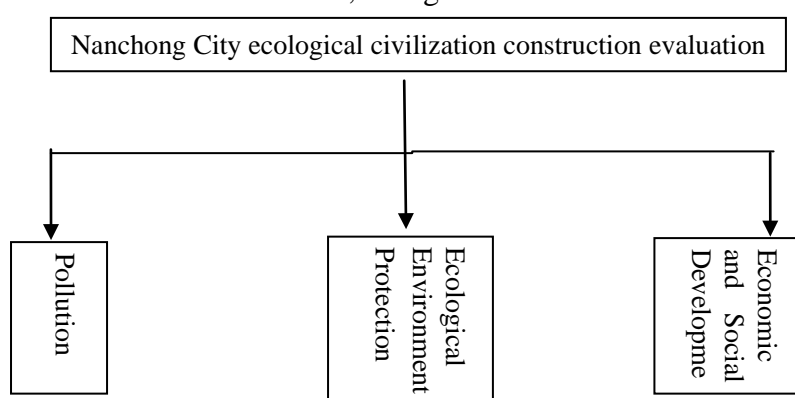 Nanchong City ecological civilization construction evaluation
Pollution
Ecological
Environment
Protection
Economic
and Social
Developme